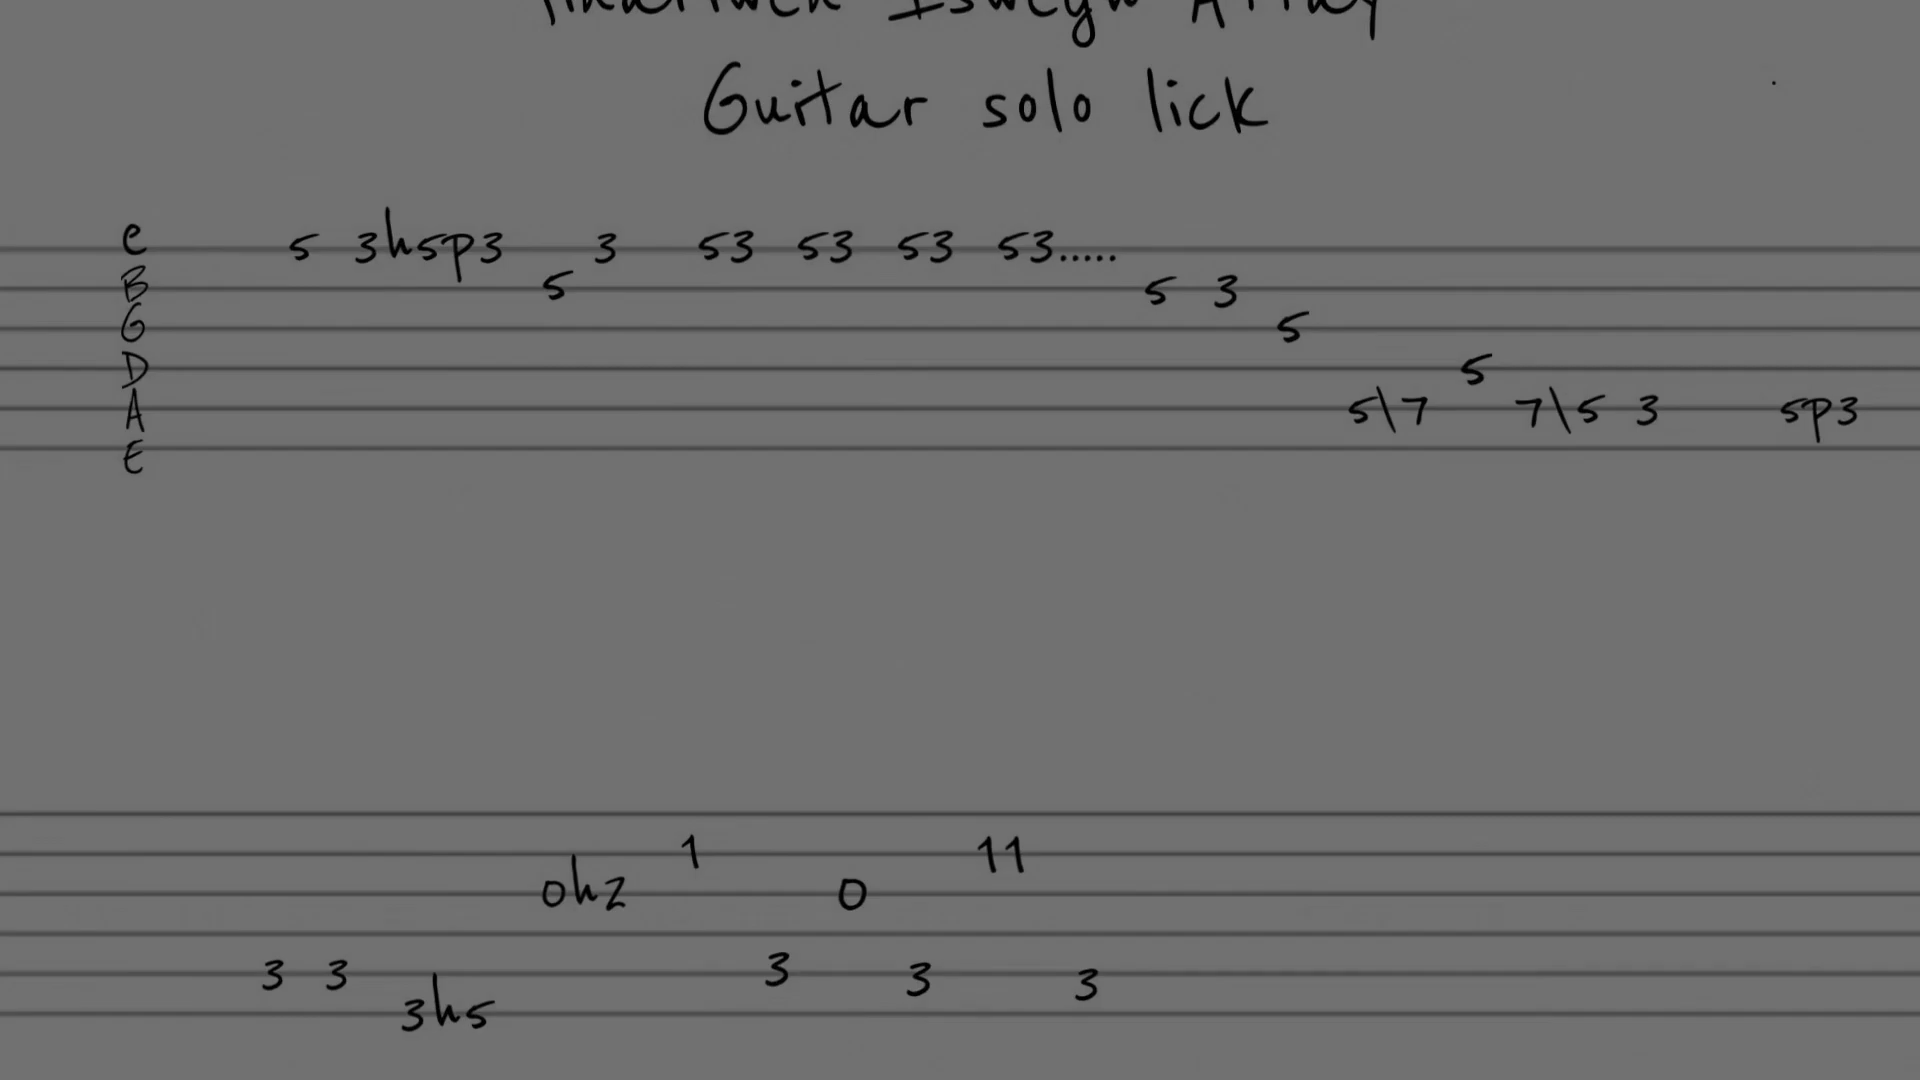 Guitar solo lick
e 5 3h5p3 3 53 53 53 53.....
B 5 5 3
G 5
D 5
A 5\7 7\5 3 5p3
E
1 11
0h2 0
3 3 3 3 3
3h5